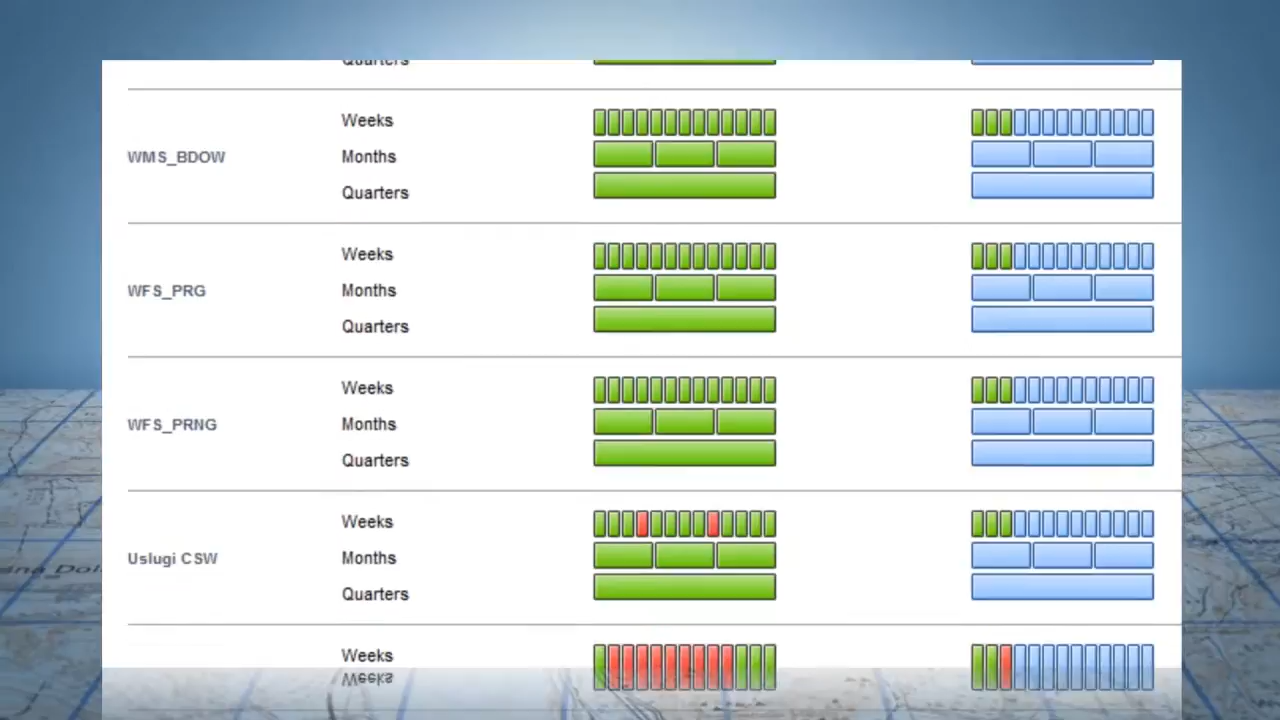 Quarters
Weeks
WMS_BDOW
Months
Quarters
Weeks
WFS_PRG
Months
Quarters
Weeks
WFS_PRNG
Months
Quarters
Weeks
Uslugi CSW
Months
Quarters
Weeks
Weeks